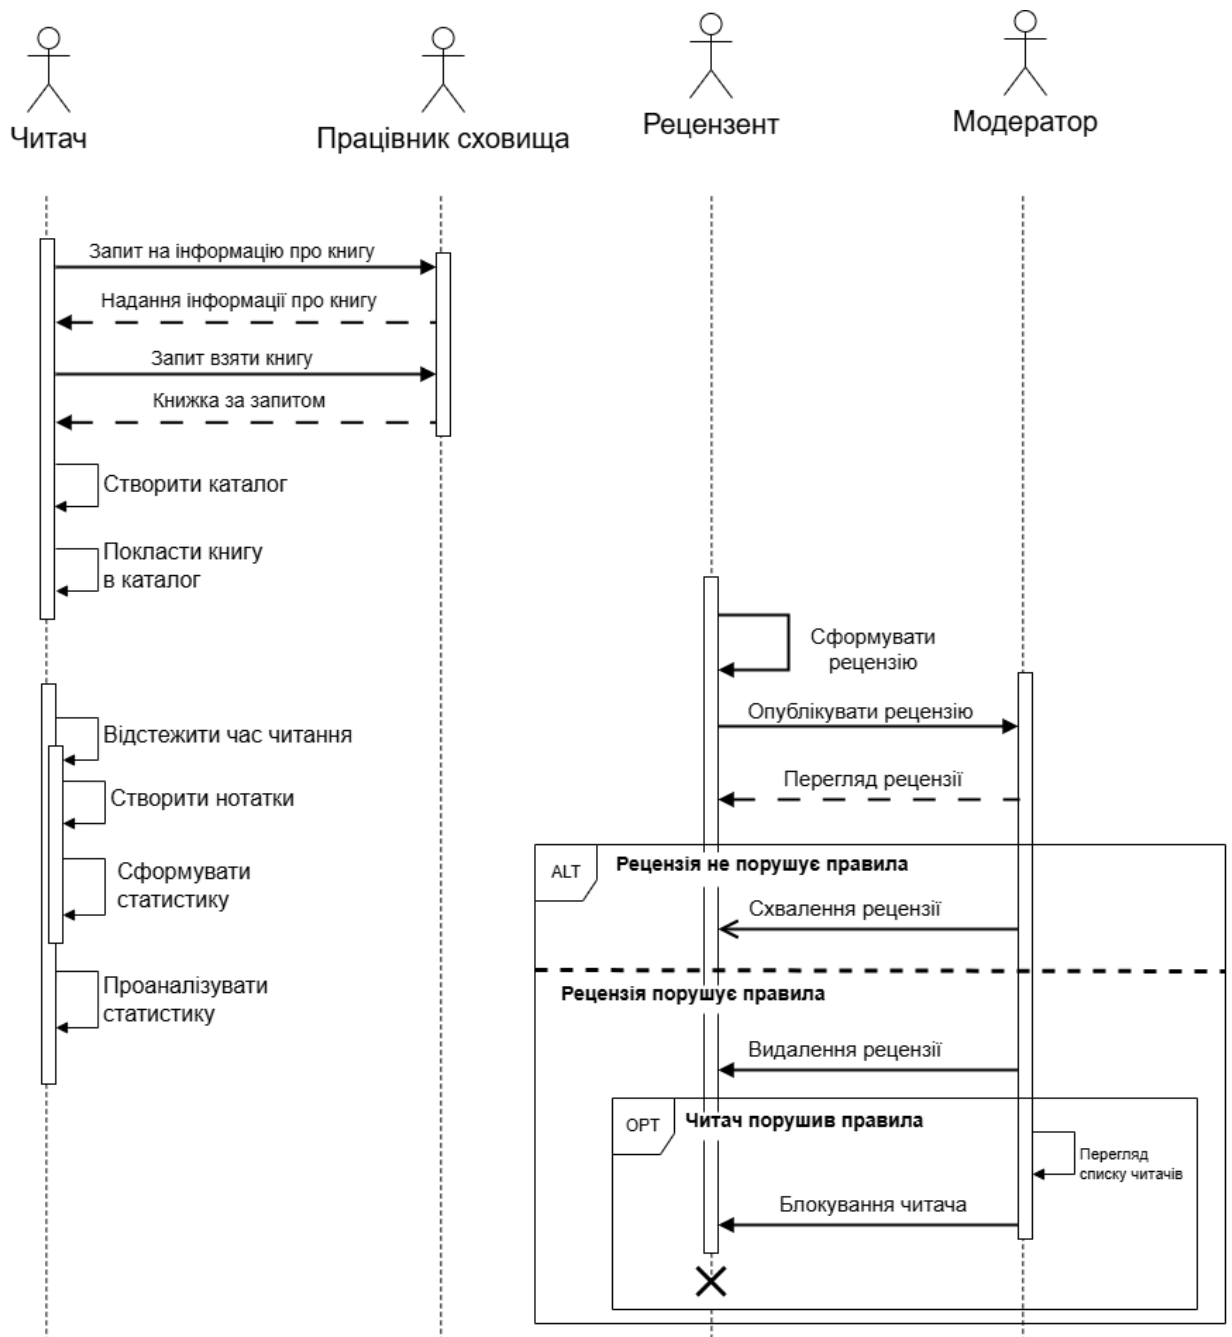 Читач
Працівник сховища
Рецензент
Модератор
Запит на інформацію про книгу
Надання інформації про книгу
Запит взяти книгу
Книжка за запитом
Створити каталог
Покласти книгу
в каталог
Сформувати
рецензію
Опублікувати рецензію
Відстежити час читання
Перегляд рецензії
Створити нотатки
ALT
Рецензія не порушує правила
Сформувати
статистику
Схвалення рецензії
Проаналізувати
статистику
Рецензія порушує правила
Видалення рецензії
OPT
Читач порушив правила
Перегляд
списку читачів
Блокування читача